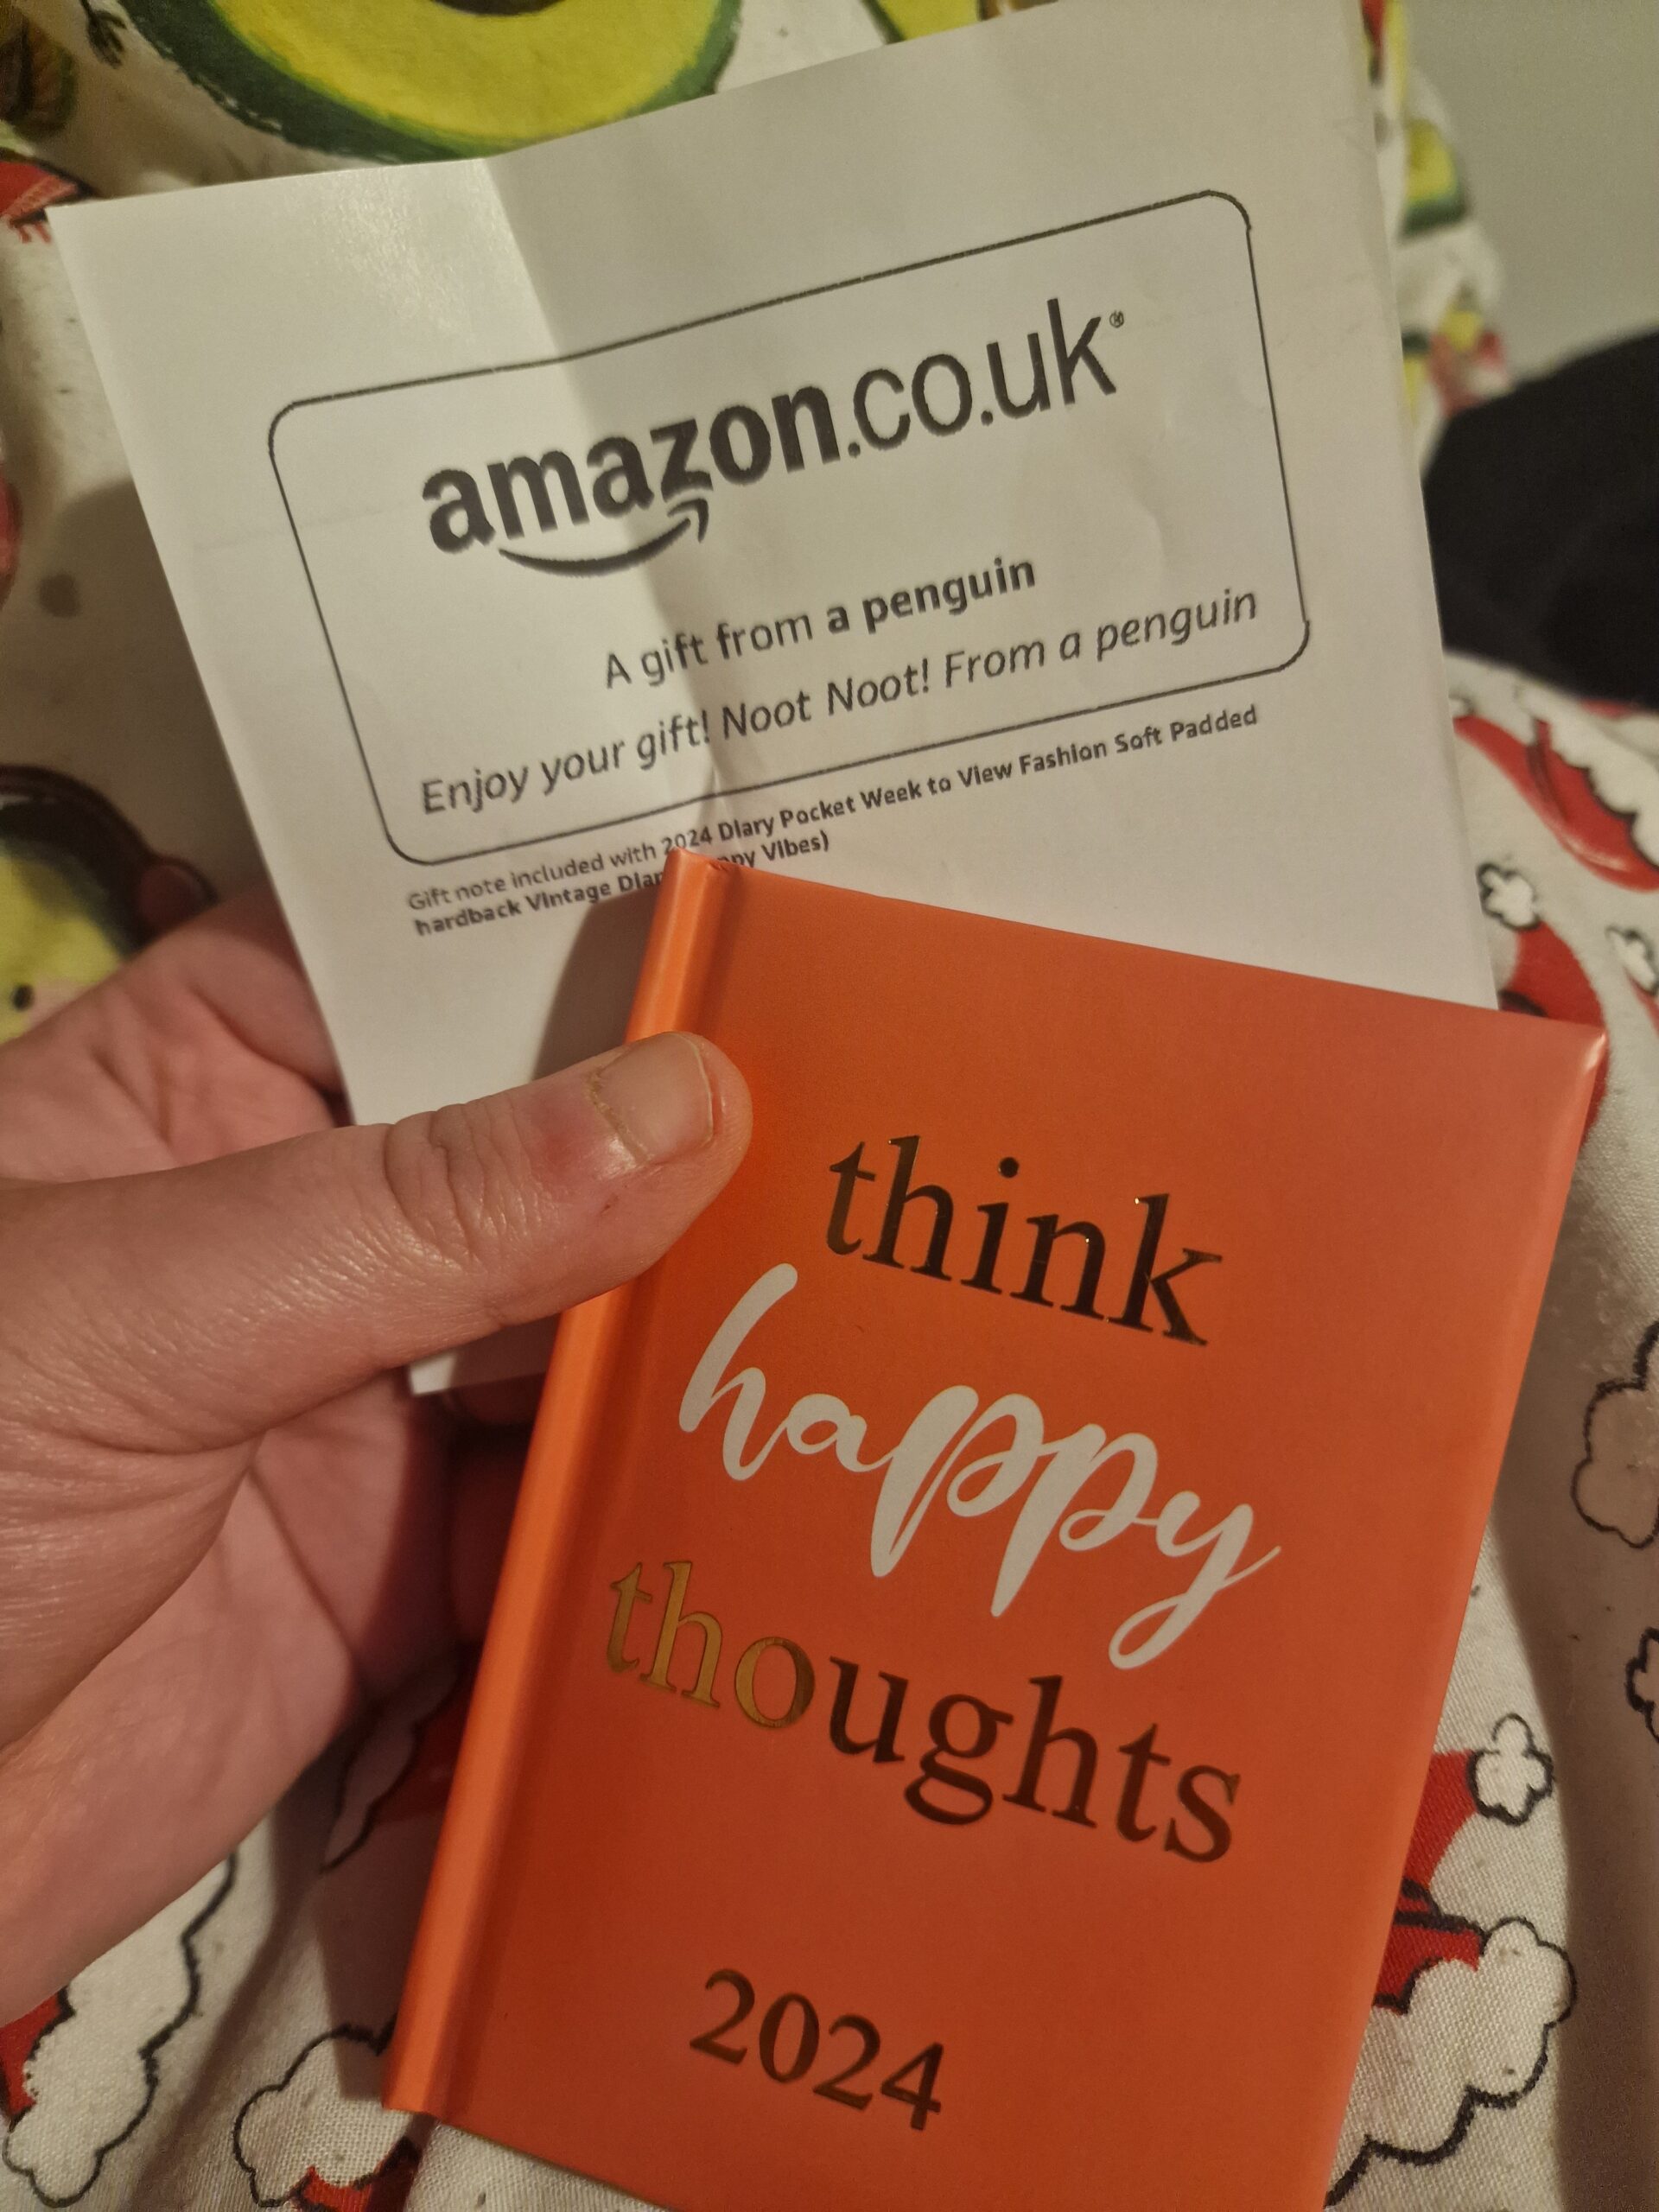 amazon.co.uk®
A gift from a penguin
Enjoy your gift! Noot Noot! From a penguin
Gift note included with 2024 Diary Pocket Week to View Fashion Soft Padded
hardback Vintage Vibes)
think
happy
thoughts
2024